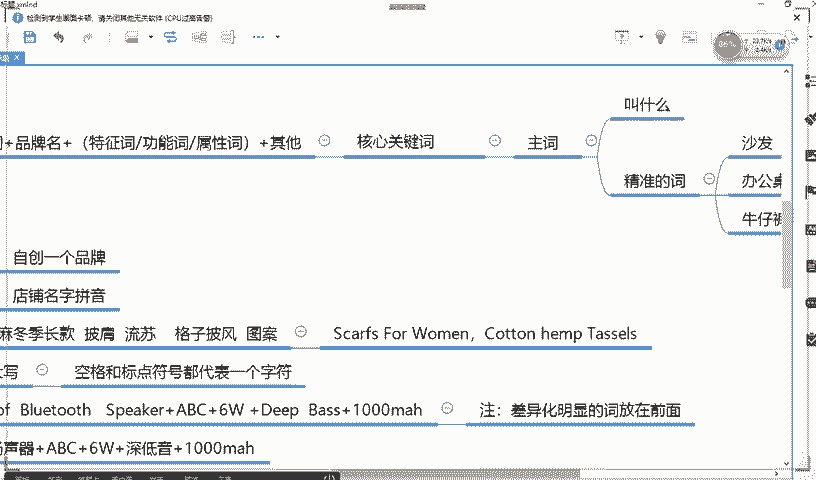 标题.xmind
检测到学生端画面卡顿，请关闭其他无关软件 (CPU过高告警)
86%
叫什么
词+品牌名+（特征词/功能词/属性词）+其他
核心关键词
主词
沙发
精准的词
办公桌
牛仔裤
自创一个品牌
店铺名字拼音
麻冬季长款 披肩 流苏 格子披风 图案
Scarfs For Women，Cotton hemp Tassels
大写
空格和标点符号都代表一个字符
of Bluetooth Speaker+ABC+6W +Deep Bass+1000mah
注：差异化明显的词放在前面
扬声器+ABC+6W+深低音+1000mah